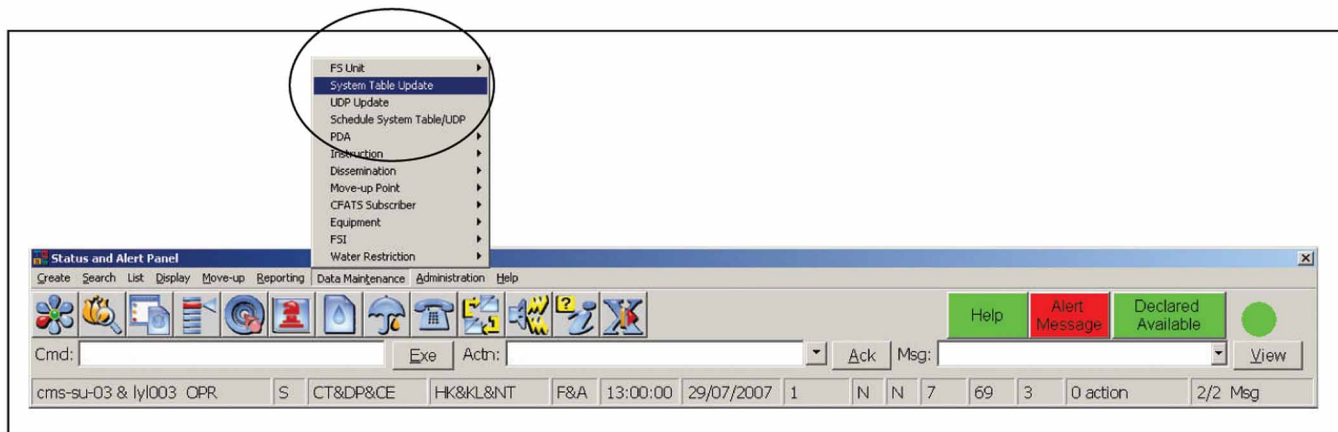 FS Unit
System Table Update
UDP Update
Schedule System Table/UDP
PDA
Instruction
Dissemination
Move-up Point
CFATS Subscriber
Equipment
FSI
Water Restriction
Status and Alert Panel
Create Search List Display Move-up Reporting Data Maintenance Administration Help
Help Alert Message Declared Available
Cmd: Exe Actn: Ack Msg: View
cms-su-03 & lyl003 OPR S CT&DP&CE HK&KL&NT F&A 13:00:00 29/07/2007 1 N N 7 69 3 0 action 2/2 Msg